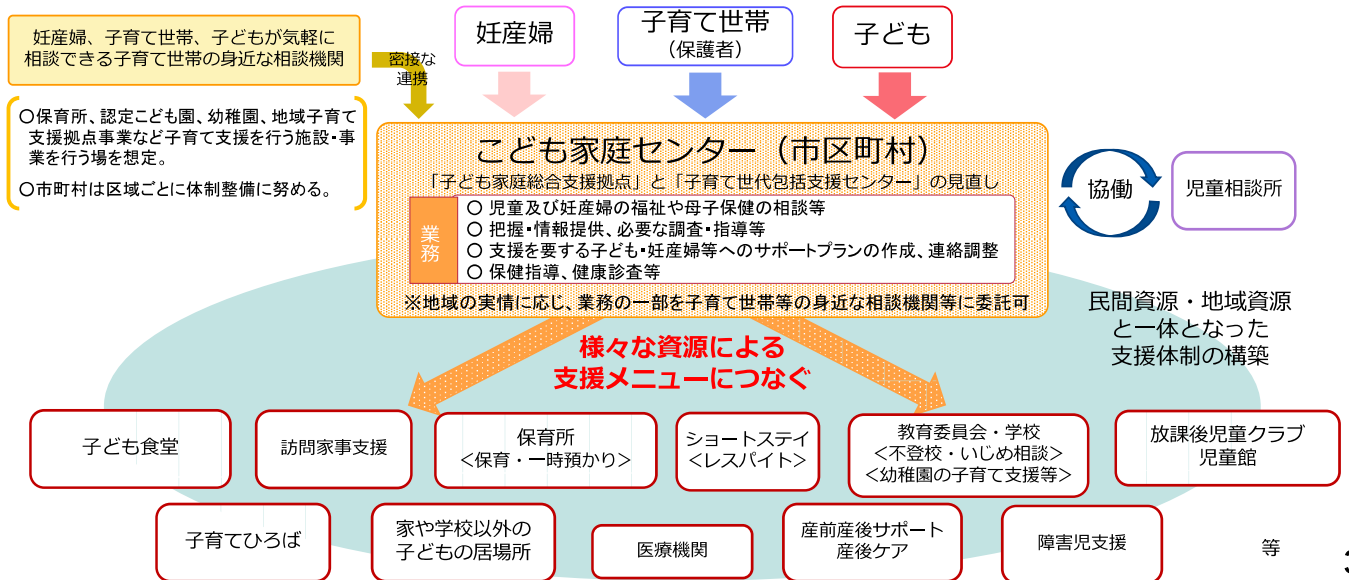 妊産婦、子育て世帯、子どもが気軽に
相談できる子育て世帯の身近な相談機関
密接な
連携
妊産婦
子育て世帯
（保護者）
子ども
○保育所、認定こども園、幼稚園、地域子育て
支援拠点事業など子育て支援を行う施設・事
業を行う場を想定。
○市町村は区域ごとに体制整備に努める。
こども家庭センター（市区町村）
「子ども家庭総合支援拠点」と「子育て世代包括支援センター」の見直し
業務
○ 児童及び妊産婦の福祉や母子保健の相談等
○ 把握・情報提供、必要な調査・指導等
○ 支援を要する子ども・妊産婦等へのサポートプランの作成、連絡調整
○ 保健指導、健康診査等
※地域の実情に応じ、業務の一部を子育て世帯等の身近な相談機関等に委託可
協働
児童相談所
民間資源・地域資源
と一体となった
支援体制の構築
様々な資源による
支援メニューにつなぐ
子ども食堂
訪問家事支援
保育所
<保育・一時預かり>
ショートステイ
<レスパイト>
教育委員会・学校
<不登校・いじめ相談>
<幼稚園の子育て支援等>
放課後児童クラブ
児童館
子育てひろば
家や学校以外の
子どもの居場所
医療機関
産前産後サポート
産後ケア
障害児支援
等